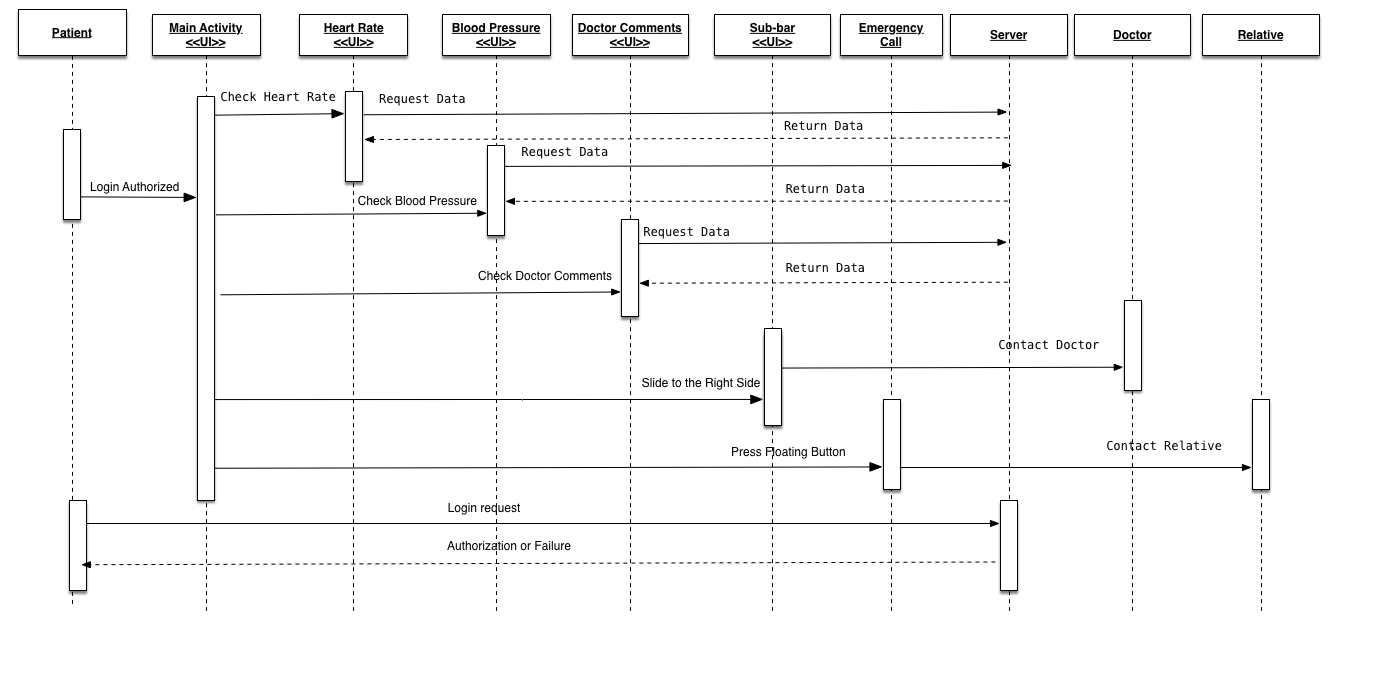 Patient
Main Activity
<<UI>>
Heart Rate
<<UI>>
Blood Pressure
<<UI>>
Doctor Comments
<<UI>>
Sub-bar
<<UI>>
Emergency
Call
Server
Doctor
Relative
Check Heart Rate
Request Data
Return Data
Request Data
Login Authorized
Return Data
Check Blood Pressure
Request Data
Return Data
Check Doctor Comments
Contact Doctor
Slide to the Right Side
Contact Relative
Press Floating Button
Login request
Authorization or Failure